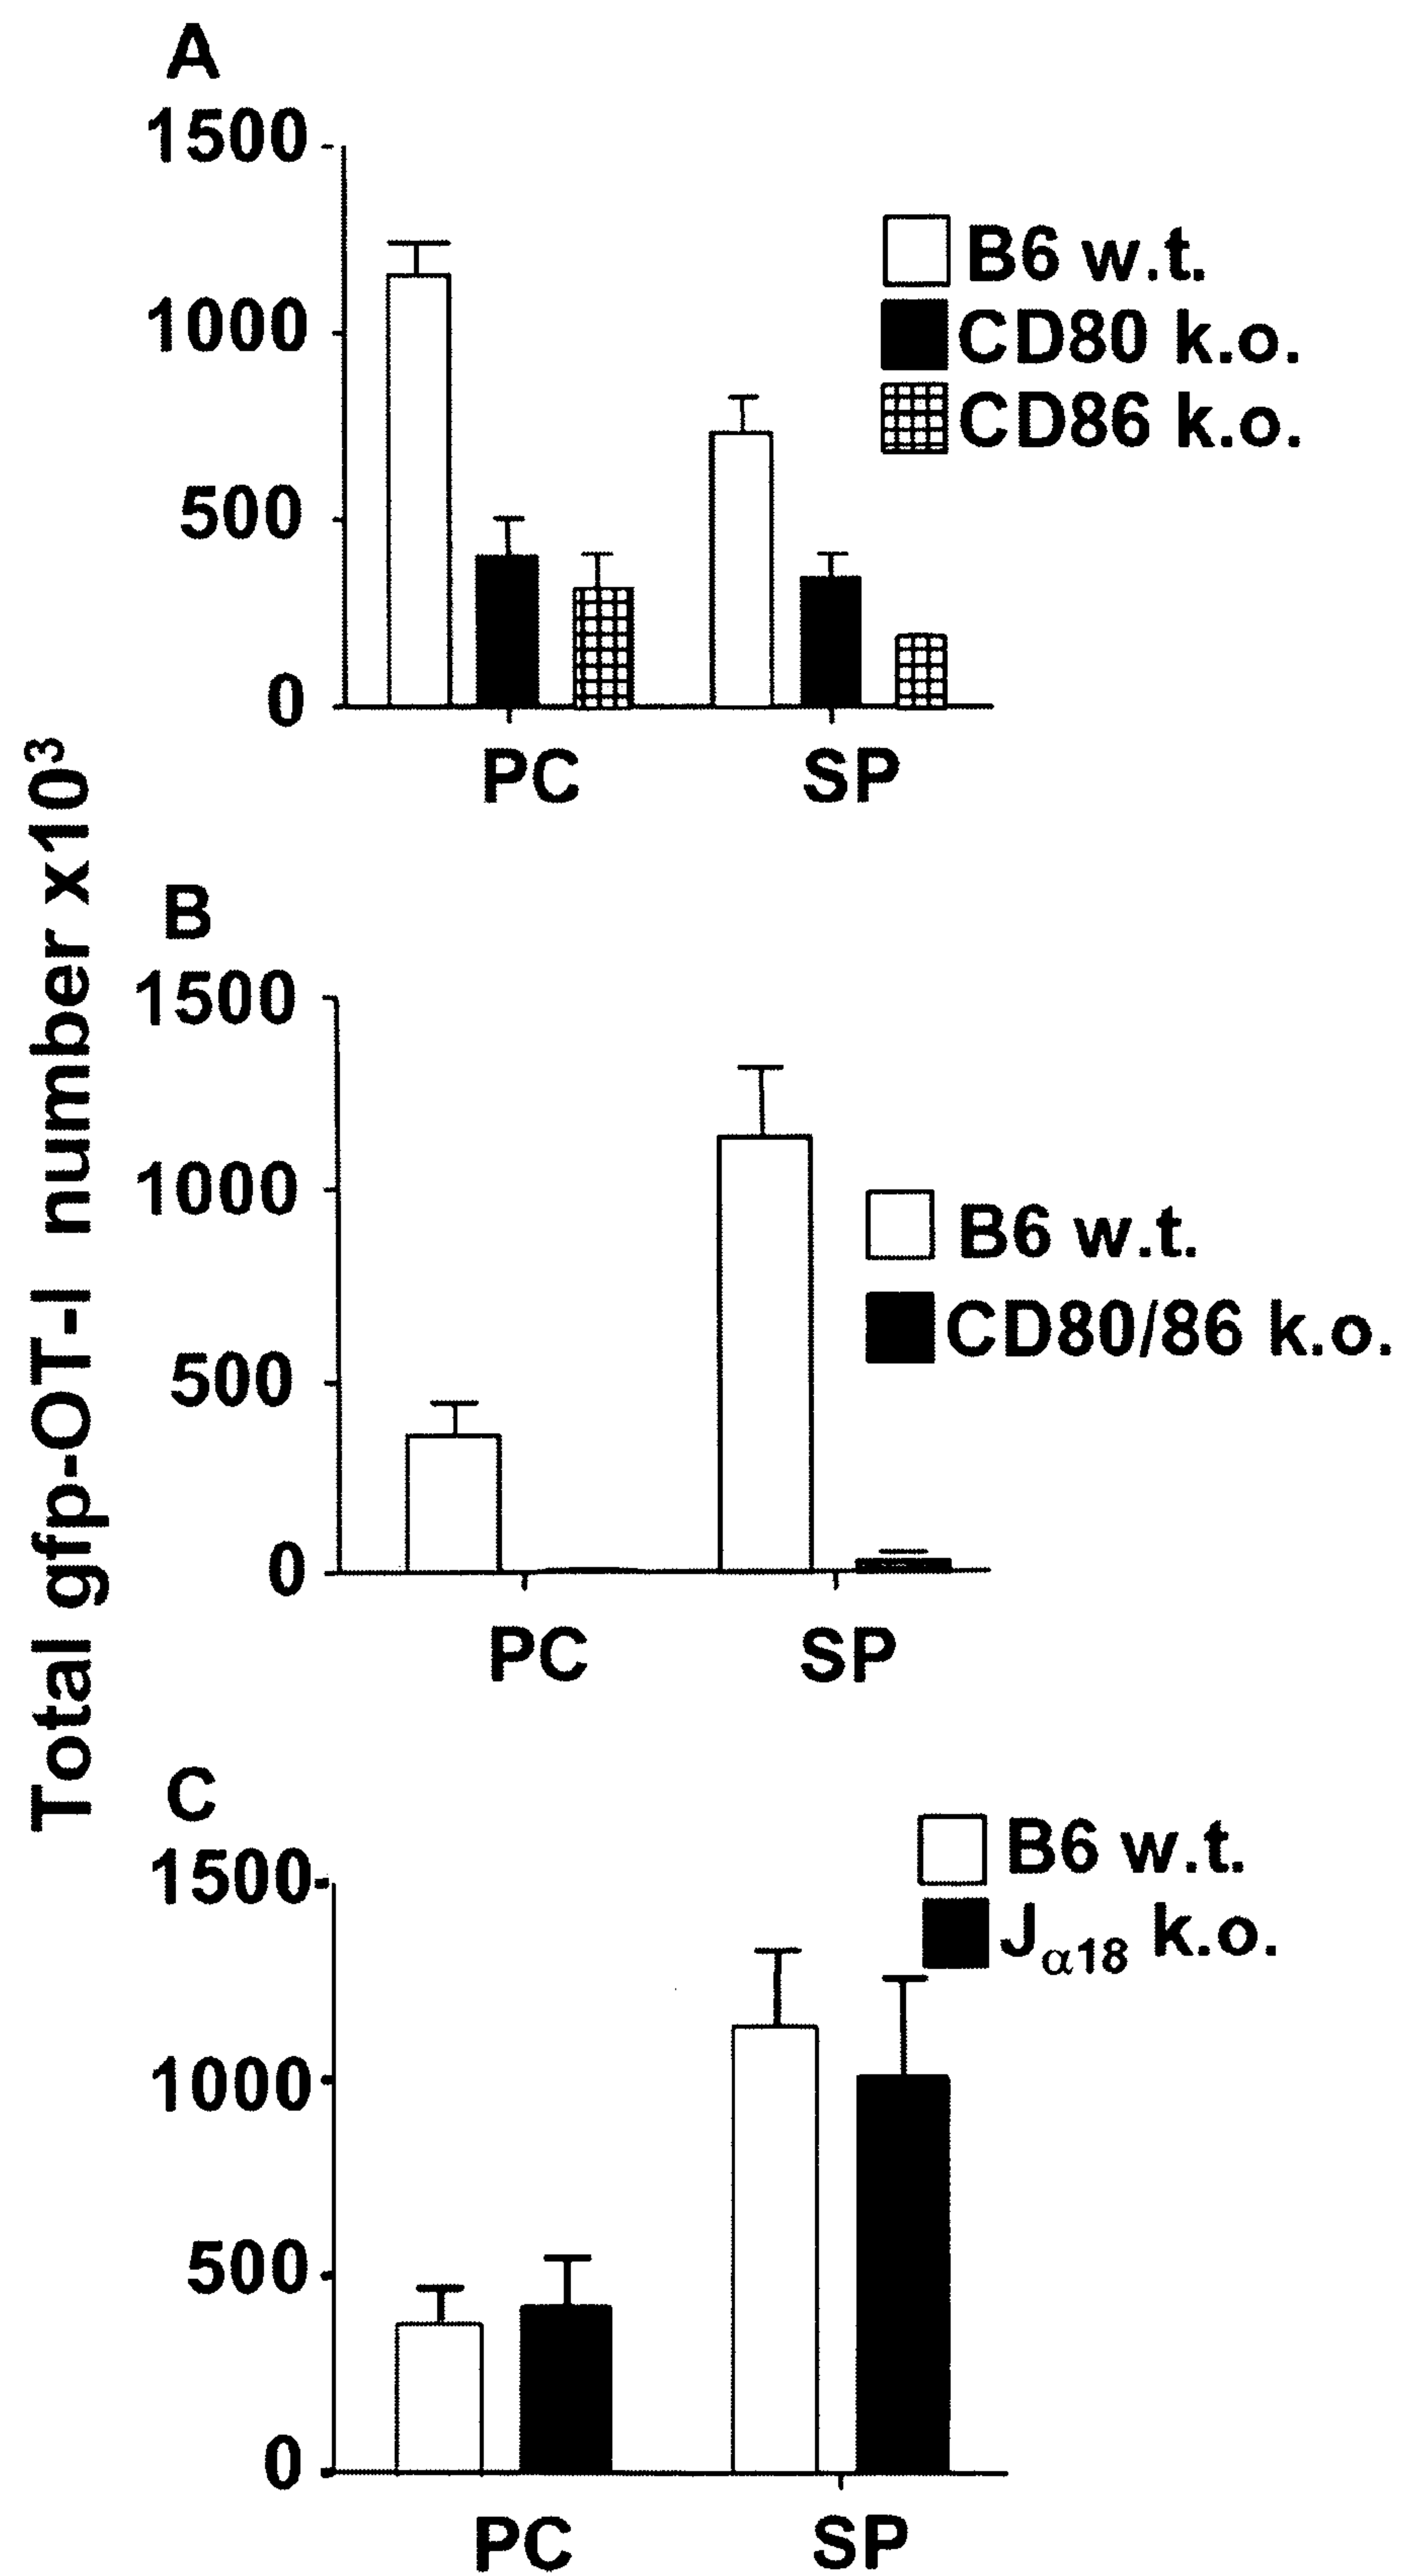 Total gfp-OT-I number x10³
A
1500
1000
500
0
PC SP
B6 w.t.
CD80 k.o.
CD86 k.o.
B
1500
1000
500
0
PC SP
B6 w.t.
CD80/86 k.o.
C
1500
1000
500
0
PC SP
B6 w.t.
Jα18 k.o.